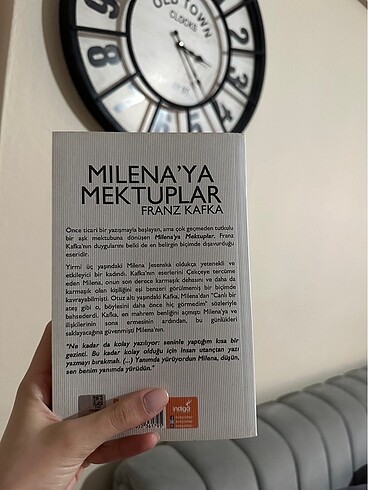 OLD TOWN
CLOCKS
MILENA'YA
MEKTUPLAR
FRANZ KAFKA
Önce ticari bir yazışmayla başlayan, ama çok geçmeden tutkulu
bir aşk mektubuna dönüşen Milena'ya Mektuplar, Franz
Kafka'nın duygularını belki de en belirgin biçimde dışavurduğu
eseridir.
Yirmi üç yaşındaki Milena Jesenská oldukça yetenekli ve
etkileyici bir kadındı. Kafka'nın eserlerini Çekçeye tercüme
eden Milena, onun son derece karmaşık dehasını ve daha da
karmaşık olan kişiliğini eşi benzeri görülmemiş bir biçimde
kavrayabilmişti. Otuz altı yaşındaki Kafka, Milena'dan "Canlı bir
ateş gibi o, böylesini daha önce hiç görmedim" sözleriyle
bahsederdi. Kafka, en mahrem benliğini açmıştı Milena'ya ve
ilişkilerinin sona ermesinin ardından, bu günlükleri
saklayacağına güvenmişti Milena'nın.
"Ne kadar da kolay yazılıyor: seninle yaptığım kısa bir
gezinti. Bu kadar kolay olduğu için insan utançtan yazı
yazmayı bırakmalı. (...) Yanımda yürüyordun Milena, düşün,
sen benim yanımda yürüdün."
indigo